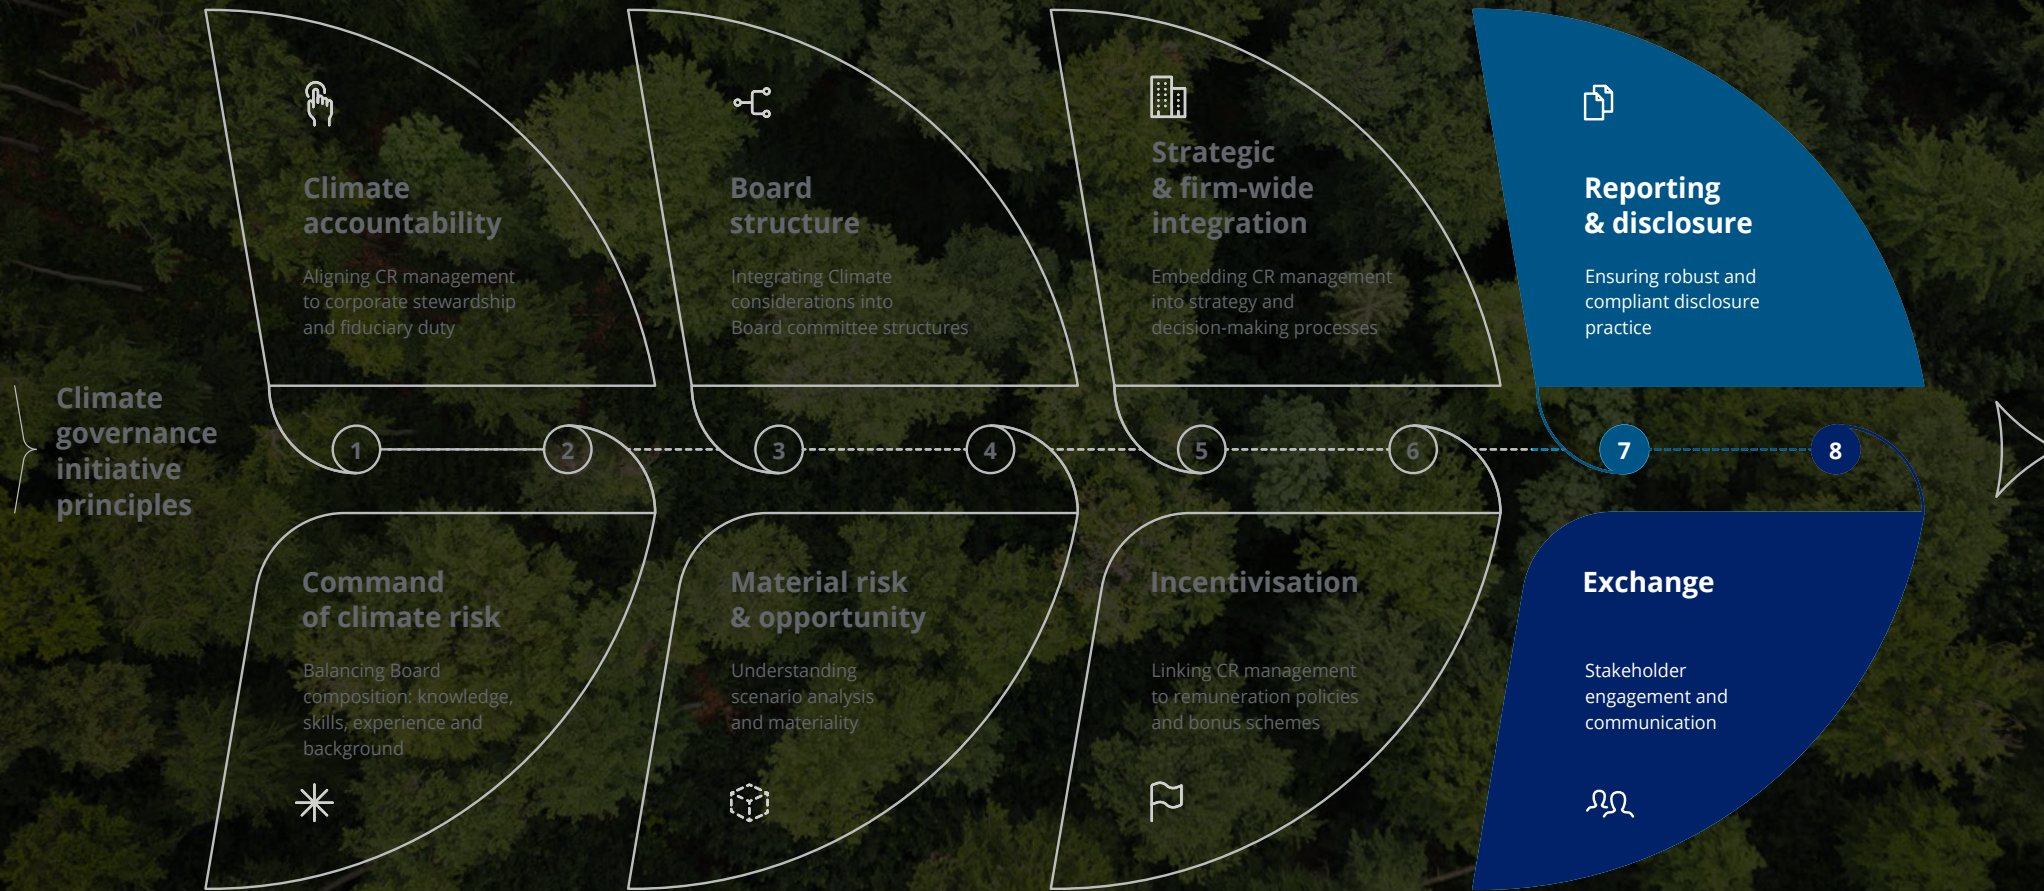 Climate
governance
initiative
principles
1
Climate
accountability
Aligning CR management
to corporate stewardship
and fiduciary duty
2
Command
of climate risk
Balancing Board
composition: knowledge,
skills, experience and
background
3
Board
structure
Integrating Climate
considerations into
Board committee structures
4
Material risk
& opportunity
Understanding
scenario analysis
and materiality
5
Strategic
& firm-wide
integration
Embedding CR management
into strategy and
decision-making processes
6
Incentivisation
Linking CR management
to remuneration policies
and bonus schemes
7
Reporting
& disclosure
Ensuring robust and
compliant disclosure
practice
8
Exchange
Stakeholder
engagement and
communication